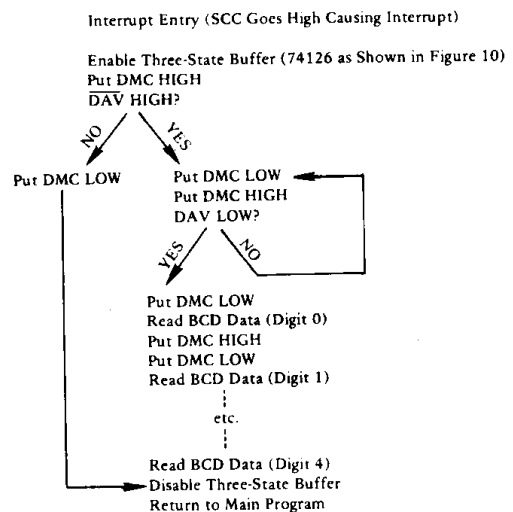 Interrupt Entry (SCC Goes High Causing Interrupt)
Enable Three-State Buffer (74126 as Shown in Figure 10)
Put DMC HIGH
D̅A̅V̅ HIGH?
NO
YES
Put DMC LOW
Put DMC LOW
Put DMC HIGH
DAV LOW?
YES
NO
Put DMC LOW
Read BCD Data (Digit 0)
Put DMC HIGH
Put DMC LOW
Read BCD Data (Digit 1)
etc.
Read BCD Data (Digit 4)
Disable Three-State Buffer
Return to Main Program